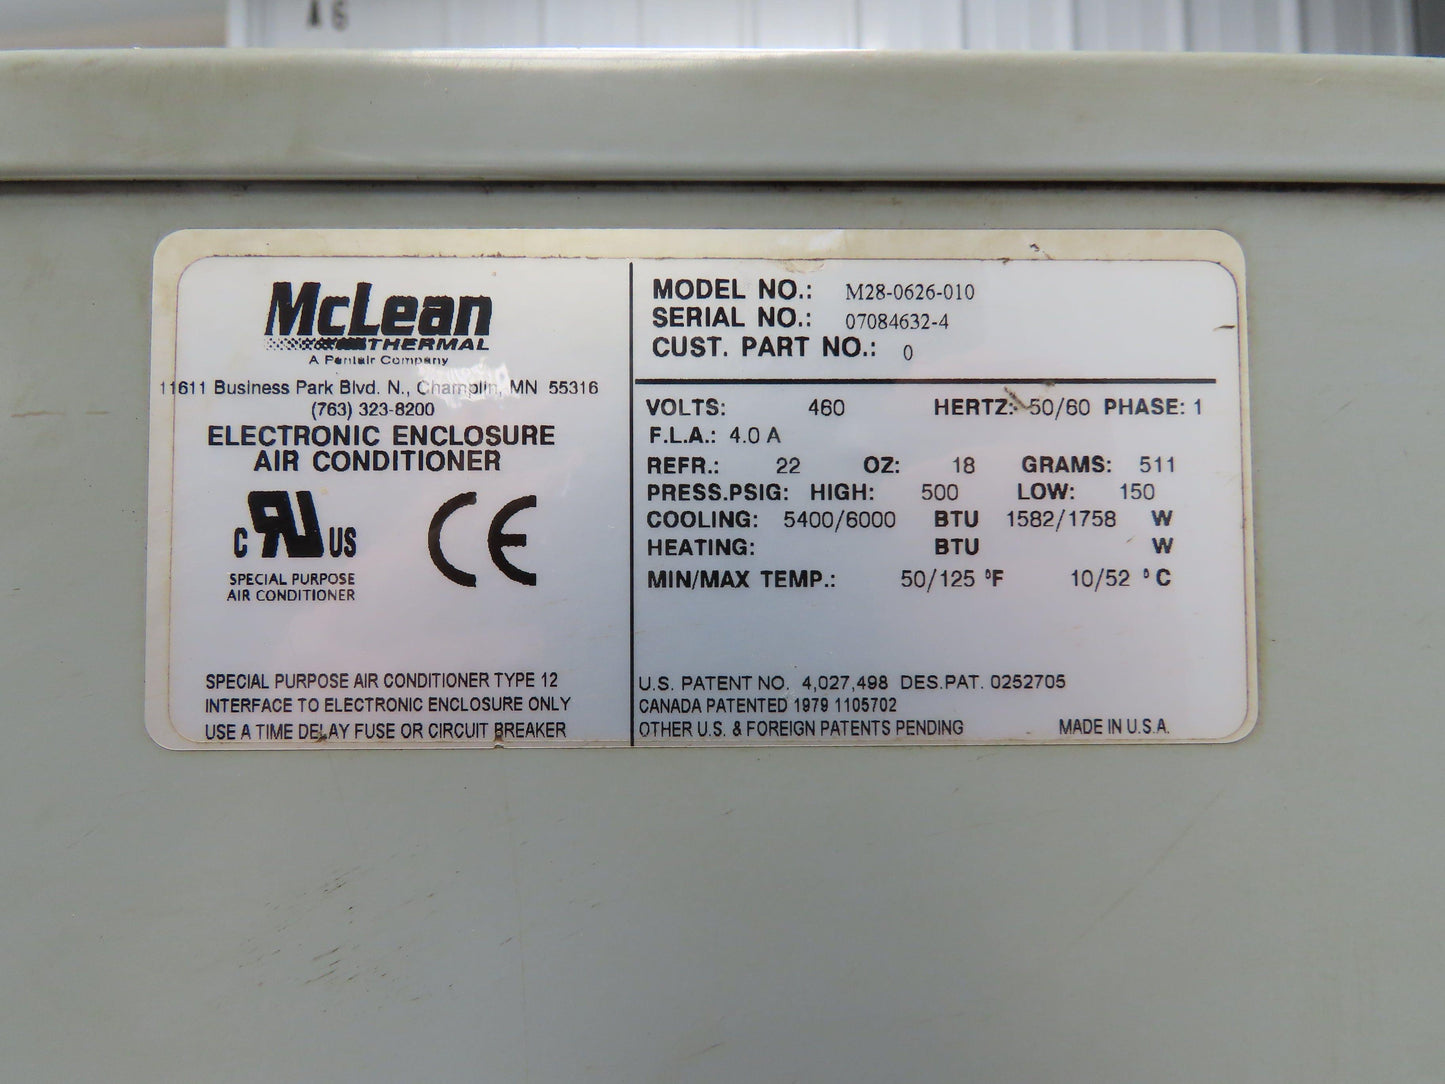 A 6
McLean
THERMAL
A Pentair Company
11611 Business Park Blvd. N., Champlin, MN 55316
(763) 323-8200
ELECTRONIC ENCLOSURE
AIR CONDITIONER
C UR US CE
SPECIAL PURPOSE
AIR CONDITIONER
SPECIAL PURPOSE AIR CONDITIONER TYPE 12
INTERFACE TO ELECTRONIC ENCLOSURE ONLY
USE A TIME DELAY FUSE OR CIRCUIT BREAKER
MODEL NO.: M28-0626-010
SERIAL NO.: 07084632-4
CUST. PART NO.: 0
VOLTS: 460 HERTZ: 50/60 PHASE: 1
F.L.A.: 4.0 A
REFR.: 22 OZ: 18 GRAMS: 511
PRESS.PSIG: HIGH: 500 LOW: 150
COOLING: 5400/6000 BTU 1582/1758 W
HEATING: BTU W
MIN/MAX TEMP.: 50/125 °F 10/52 °C
U.S. PATENT NO. 4,027,498 DES.PAT. 0252705
CANADA PATENTED 1979 1105702
OTHER U.S. & FOREIGN PATENTS PENDING MADE IN U.S.A.